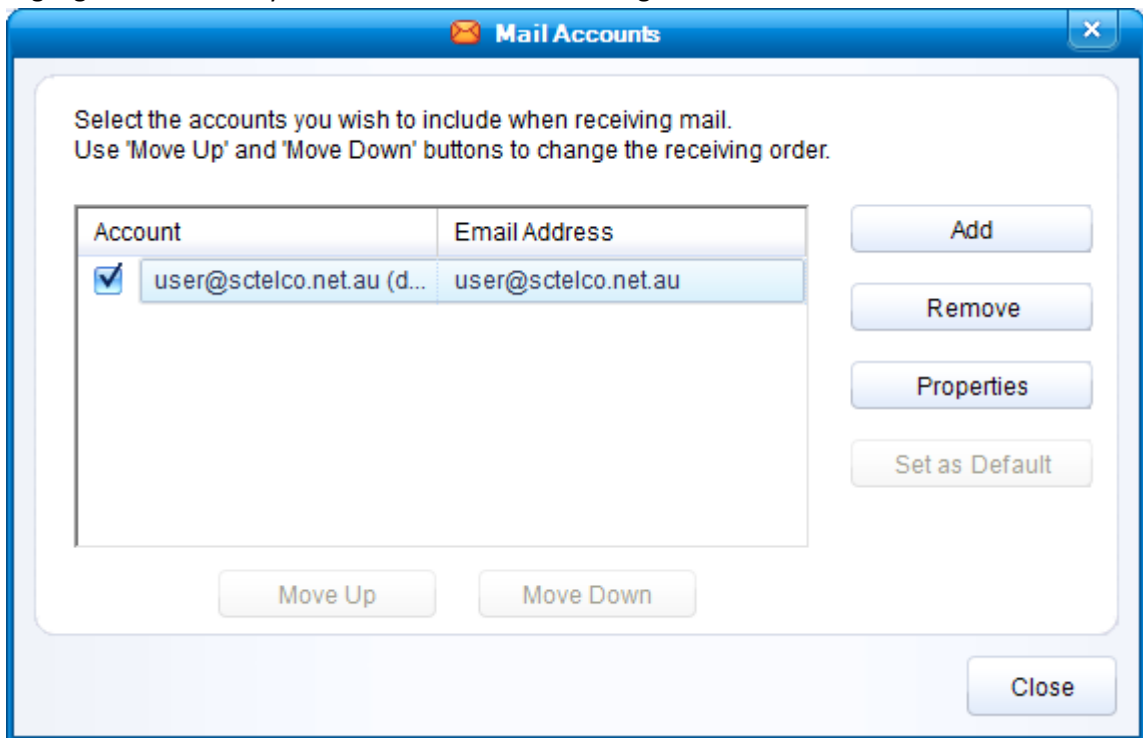 Mail Accounts
Select the accounts you wish to include when receiving mail.
Use 'Move Up' and 'Move Down' buttons to change the receiving order.
Account Email Address
user@sctelco.net.au (d... user@sctelco.net.au
Add
Remove
Properties
Set as Default
Move Up Move Down
Close